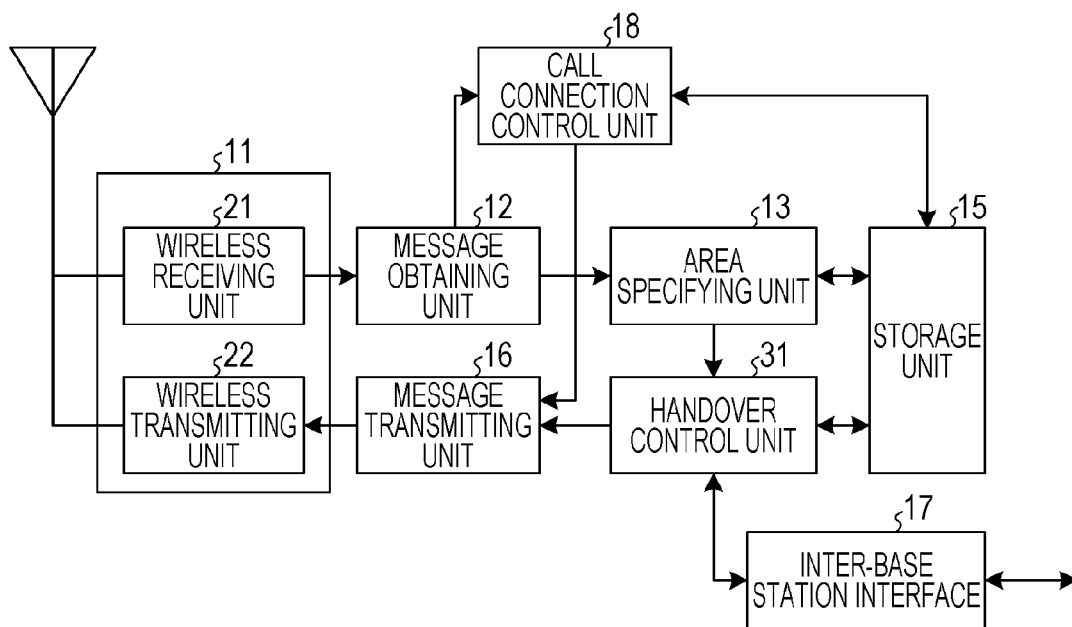 18
CALL
CONNECTION
CONTROL UNIT
11
21
WIRELESS
RECEIVING
UNIT
12
MESSAGE
OBTAINING
UNIT
13
AREA
SPECIFYING UNIT
15
STORAGE
UNIT
22
WIRELESS
TRANSMITTING
UNIT
16
MESSAGE
TRANSMITTING
UNIT
31
HANDOVER
CONTROL UNIT
17
INTER-BASE
STATION INTERFACE